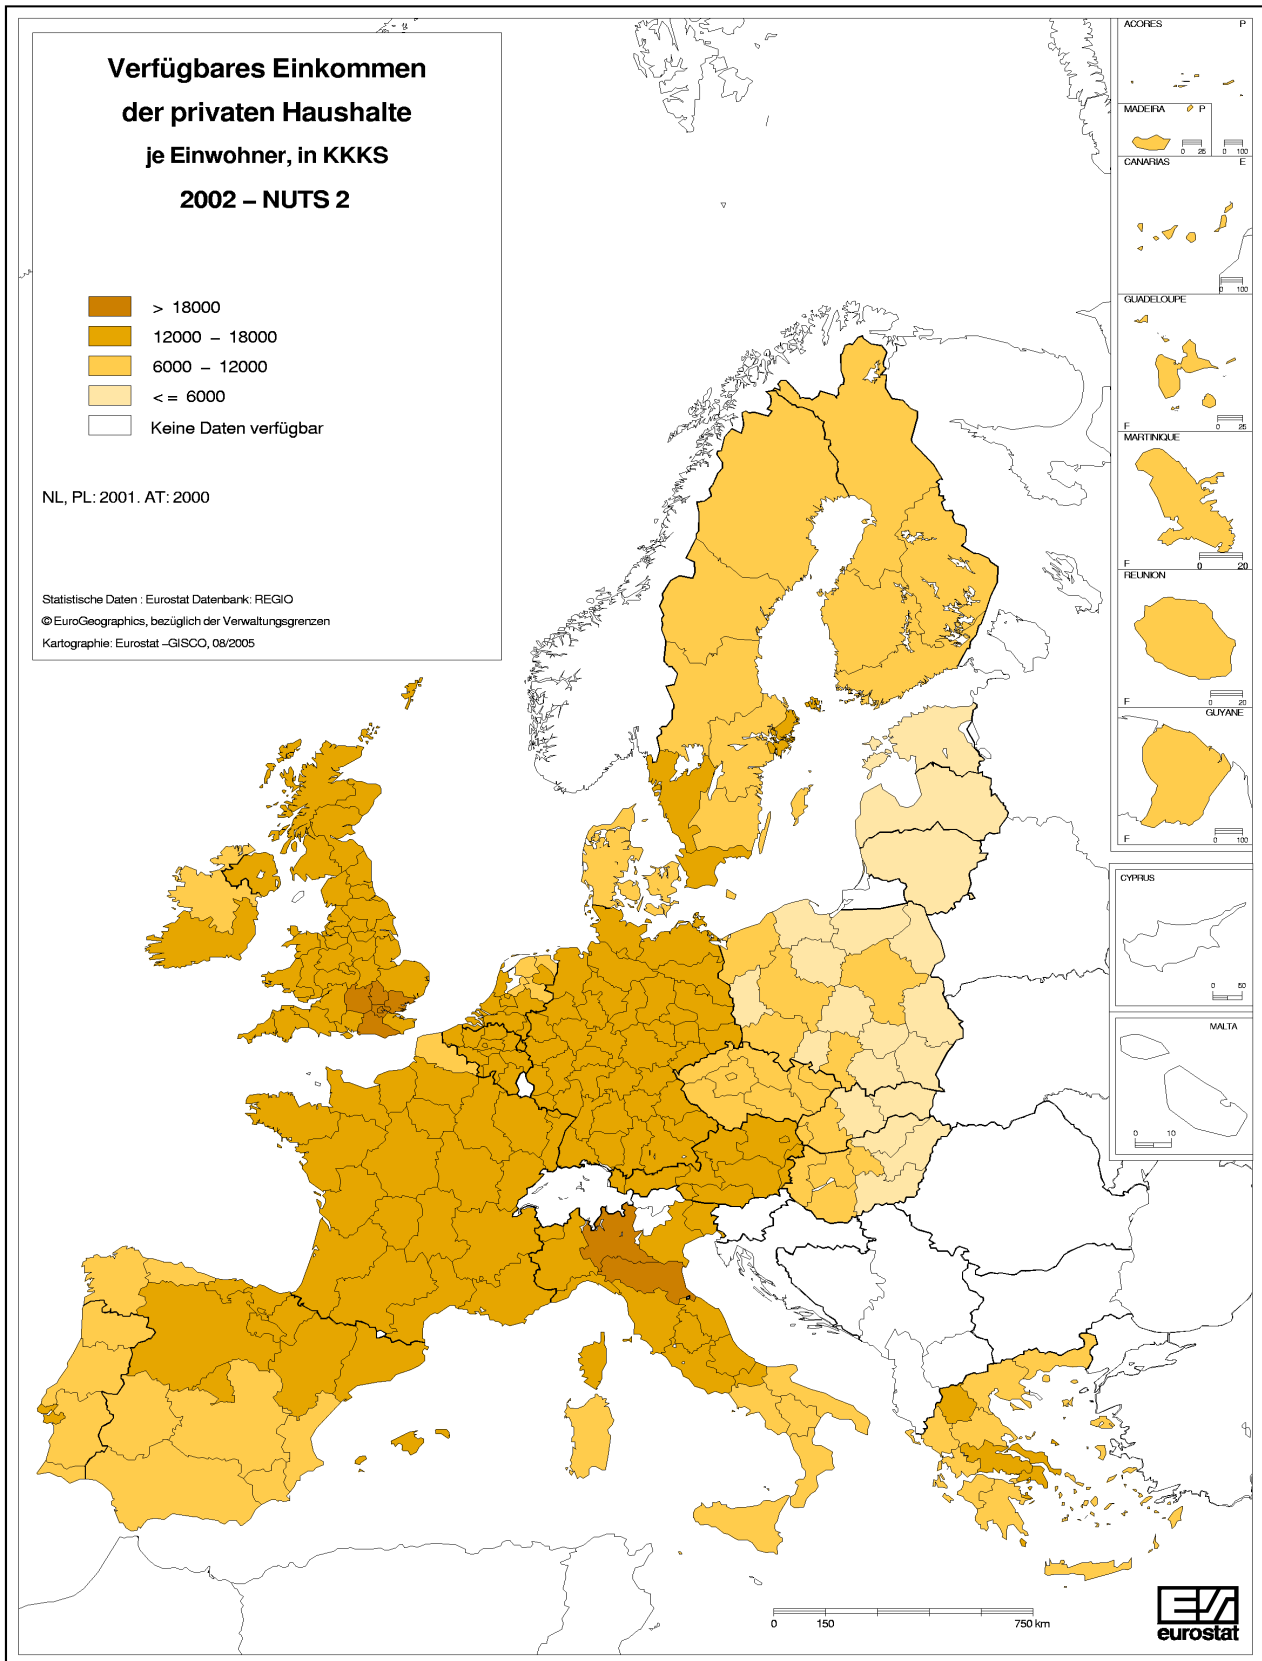 Verfügbares Einkommen
der privaten Haushalte
je Einwohner, in KKKS
2002 – NUTS 2
> 18000
12000 – 18000
6000 – 12000
<= 6000
Keine Daten verfügbar
NL, PL: 2001. AT: 2000
Statistische Daten : Eurostat Datenbank: REGIO
© EuroGeographics, bezüglich der Verwaltungsgrenzen
Kartographie: Eurostat –GISCO, 08/2005
ACORES P
MADEIRA P
0 25 0 100
CANARIAS E
0 100
GUADELOUPE
F 0 25
MARTINIQUE
F 0 20
REUNION
F 0 20
GUYANE
F 0 100
CYPRUS
0 50
MALTA
0 10
0 150 750 km
eurostat